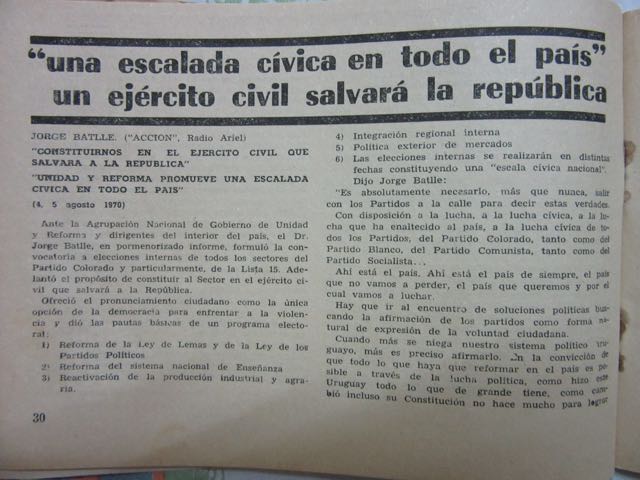 “una escalada cívica en todo el país”
un ejército civil salvará la república
JORGE BATLLE. ("ACCION", Radio Ariel)
"CONSTITUIRNOS EN EL EJERCITO CIVIL QUE
SALVARA A LA REPUBLICA"
"UNIDAD Y REFORMA PROMUEVE UNA ESCALADA
CIVICA EN TODO EL PAIS"
(4, 5 agosto 1970)
Ante la Agrupación Nacional de Gobierno de Unidad
y Reforma y dirigentes del interior del país, el Dr.
Jorge Batlle, en pormenorizado informe, formuló la con-
vocatoria a elecciones internas de todos los sectores del
Partido Colorado y particularmente, de la Lista 15. Ade-
lantó el propósito de constituir al Sector en el ejército ci-
vil que salvará a la República.
Ofreció el pronunciamiento ciudadano como la única
opción de la democracia para enfrentar a la violen-
cia y dió las pautas básicas de un programa electo-
ral:
1) Reforma de la Ley de Lemas y de la Ley de los
Partidos Políticos
2) Reforma del sistema nacional de Enseñanza
3) Reactivación de la producción industrial y agra-
ria.
30
4) Integración regional interna
5) Política exterior de mercados
6) Las elecciones internas se realizarán en distintas
fechas constituyendo una "escala cívica nacional".
Dijo Jorge Batlle:
"Es absolutamente necesario, más que nunca, salir
con los Partidos a la calle para decir estas verdades.
Con disposición a la lucha, a la lucha cívica, a la lu-
cha que ha enaltecido al país, a la lucha cívica de to-
dos los Partidos, del Partido Colorado, tanto como del
Partido Blanco, del Partido Comunista, tanto como del
Partido Socialista...
Ahí está el país. Ahí está el país de siempre, el país
que no vamos a perder, el país que queremos y por el
cual vamos a luchar.
Hay que ir al encuentro de soluciones políticas bus-
cando la afirmación de los partidos como forma na-
tural de expresión de la voluntad ciudadana.
Cuando más se niega nuestro sistema político uru-
guayo, más es preciso afirmarlo. En la convicción de
que todo lo que haya que reformar en el país es po-
sible a través de la lucha política, como hizo este
Uruguay todo lo que de grande tiene, como cam-
bió incluso su Constitución no hace mucho para lograr